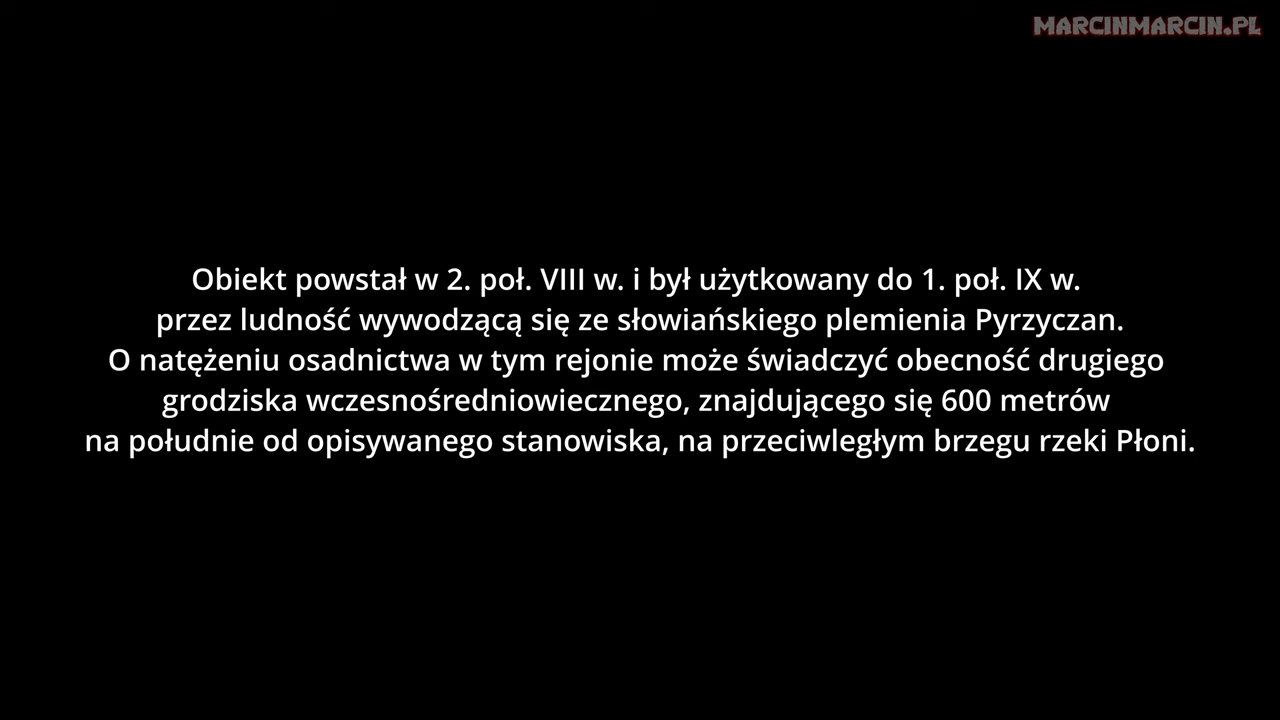 MARCINMARCIN.PL
Obiekt powstał w 2. poł. VIII w. i był użytkowany do 1. poł. IX w.
przez ludność wywodzącą się ze słowiańskiego plemienia Pyrzyczan.
O natężeniu osadnictwa w tym rejonie może świadczyć obecność drugiego
grodziska wczesnośredniowiecznego, znajdującego się 600 metrów
na południe od opisywanego stanowiska, na przeciwległym brzegu rzeki Płoni.